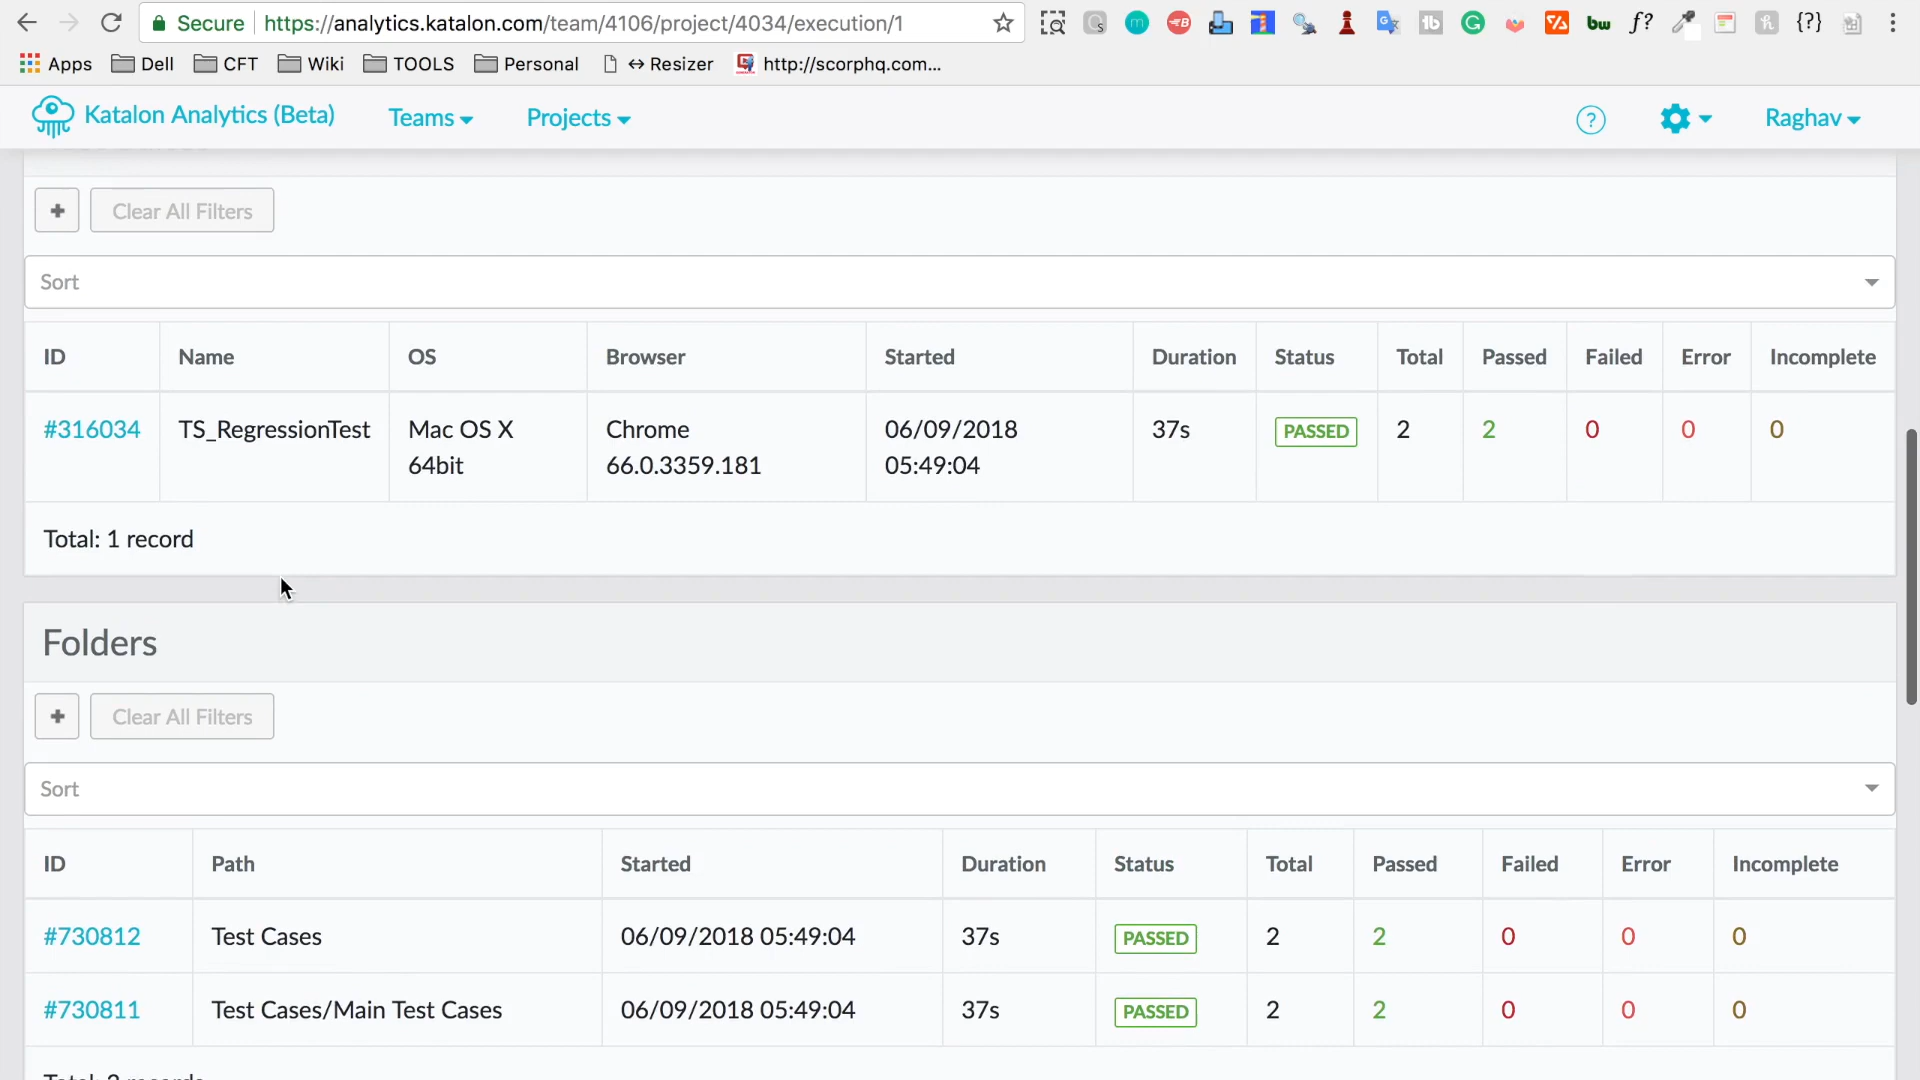 Secure https://analytics.katalon.com/team/4106/project/4034/execution/1
Apps Dell CFT Wiki TOOLS Personal ↔ Resizer http://scorphq.com...
Katalon Analytics (Beta) Teams Projects ? Raghav
+ Clear All Filters
Sort
ID Name OS Browser Started Duration Status Total Passed Failed Error Incomplete
#316034 TS_RegressionTest Mac OS X Chrome 06/09/2018 37s PASSED 2 2 0 0 0
64bit 66.0.3359.181 05:49:04
Total: 1 record
Folders
+ Clear All Filters
Sort
ID Path Started Duration Status Total Passed Failed Error Incomplete
#730812 Test Cases 06/09/2018 05:49:04 37s PASSED 2 2 0 0 0
#730811 Test Cases/Main Test Cases 06/09/2018 05:49:04 37s PASSED 2 2 0 0 0